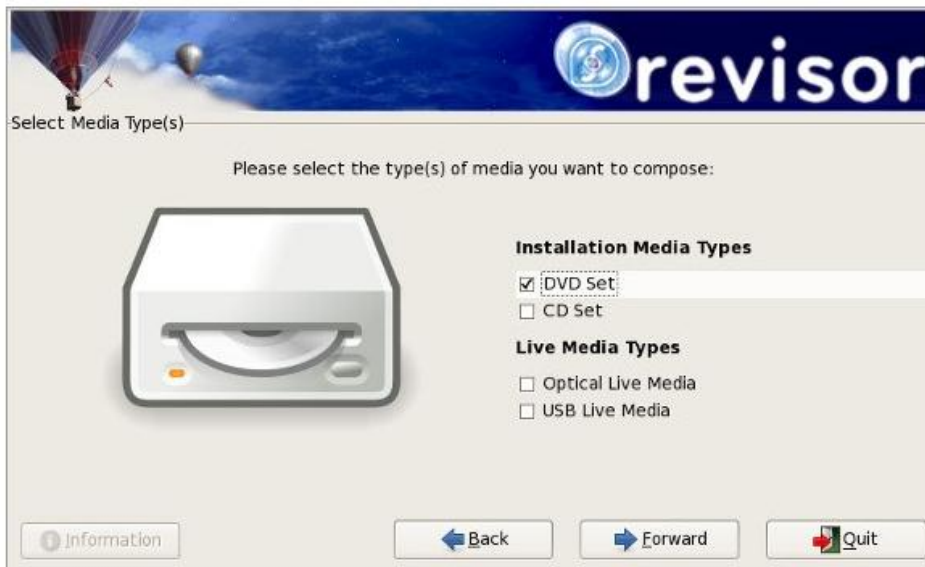 revisor
Select Media Type(s)
Please select the type(s) of media you want to compose:
Installation Media Types
DVD Set
CD Set
Live Media Types
Optical Live Media
USB Live Media
Information
Back
Forward
Quit